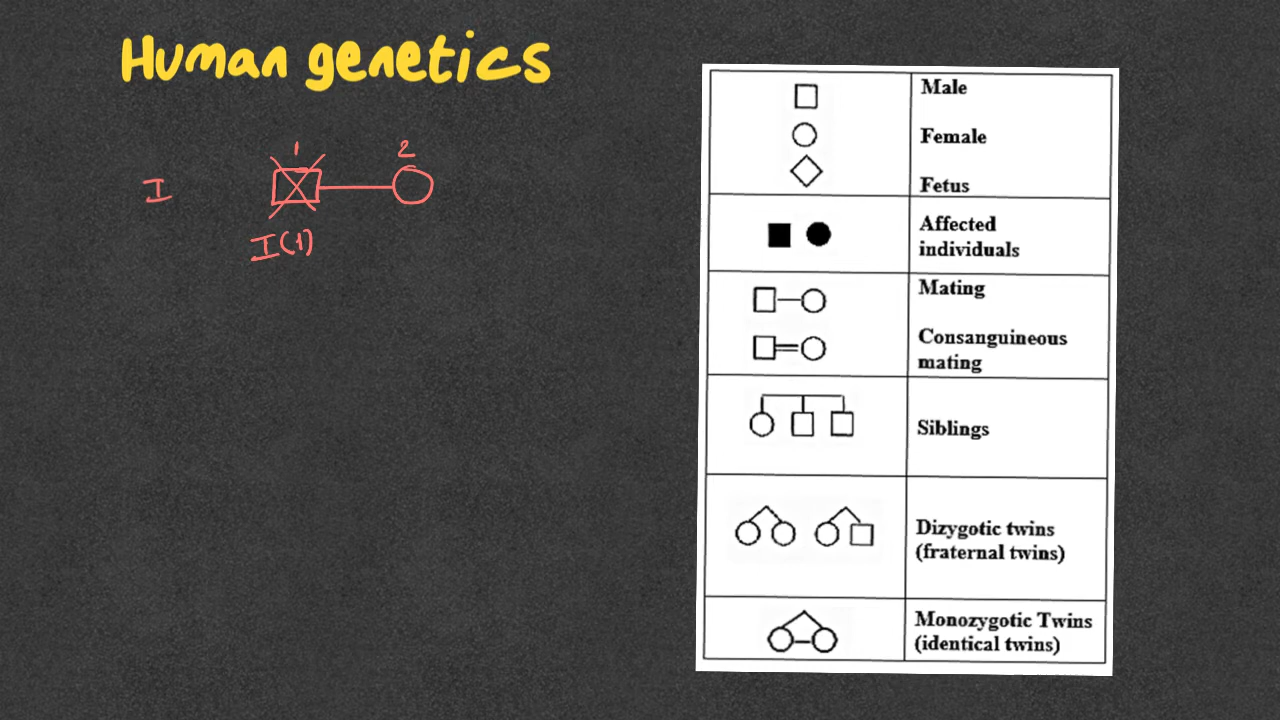 Human genetics
1 2
I
I(1)
Male
Female
Fetus
Affected
individuals
Mating
Consanguineous
mating
Siblings
Dizygotic twins
(fraternal twins)
Monozygotic Twins
(identical twins)